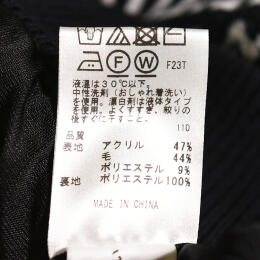 F W F23T
液温は30℃以下、
中性洗剤（おしゃれ着洗い）
を使用。漂白剤は液体タイプ
を使用。よくすすぎ、絞りの
後すぐに干すこと。
110
品質
表地 アクリル 47%
毛 44%
ポリエステル 9%
裏地 ポリエステル 100%
MADE IN CHINA